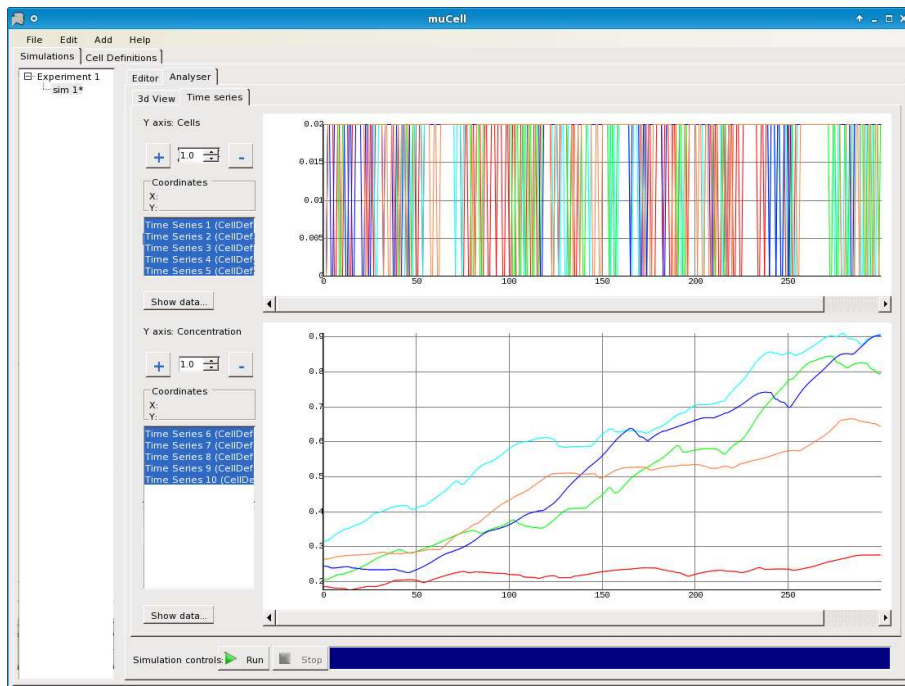 muCell
File Edit Add Help
Simulations Cell Definitions
Experiment 1
sim 1*
Editor Analyser
3d View Time series
Y axis: Cells
+ 1.0 -
Coordinates
X:
Y:
Time Series 1 (CellDef
Time Series 2 (CellDef
Time Series 3 (CellDef
Time Series 4 (CellDef
Time Series 5 (CellDef
Show data...
0.02
0.015
0.01
0.005
0
0 50 100 150 200 250
Y axis: Concentration
+ 1.0 -
Coordinates
X:
Y:
Time Series 6 (CellDef
Time Series 7 (CellDef
Time Series 8 (CellDef
Time Series 9 (CellDef
Time Series 10 (CellDe
Show data...
0.9
0.8
0.7
0.6
0.5
0.4
0.3
0.2
0 50 100 150 200 250
Simulation controls: Run Stop